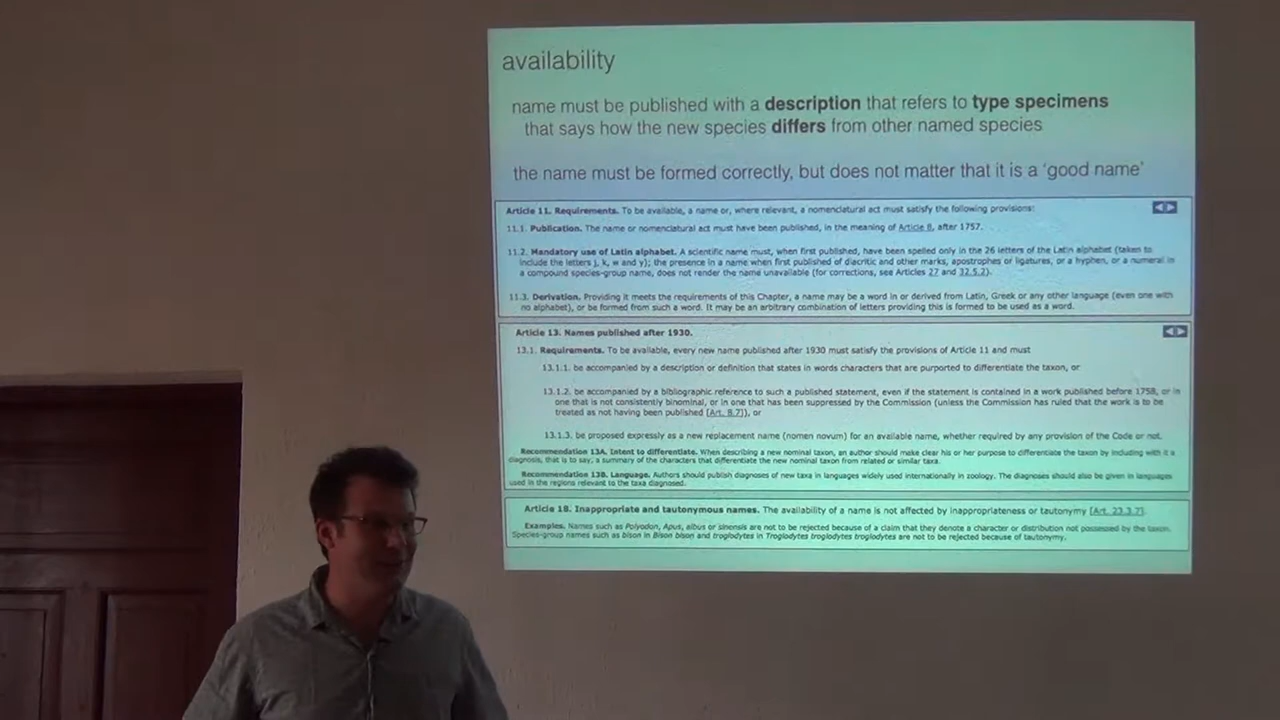 availability
name must be published with a description that refers to type specimens
that says how the new species differs from other named species
the name must be formed correctly, but does not matter that it is a ‘good name’
Article 11. Requirements. To be available, a name or, where relevant, a nomenclatural act must satisfy the following provisions:
11.1. Publication. The name or nomenclatural act must have been published, in the meaning of Article 8, after 1757.
11.2. Mandatory use of Latin alphabet. A scientific name must, when first published, have been spelled only in the 26 letters of the Latin alphabet (taken to
include the letters j, k, w and y); the presence in a name when first published of diacritic and other marks, apostrophes or ligatures, or a hyphen, or a numeral in
a compound species-group name, does not render the name unavailable (for corrections, see Articles 27 and 32.5.2).
11.3. Derivation. Providing it meets the requirements of this Chapter, a name may be a word in or derived from Latin, Greek or any other language (even one with
no alphabet), or be formed from such a word. It may be an arbitrary combination of letters providing this is formed to be used as a word.
Article 13. Names published after 1930.
13.1. Requirements. To be available, every new name published after 1930 must satisfy the provisions of Article 11 and must
13.1.1. be accompanied by a description or definition that states in words characters that are purported to differentiate the taxon, or
13.1.2. be accompanied by a bibliographic reference to such a published statement, even if the statement is contained in a work published before 1758, or in
one that is not consistently binominal, or in one that has been suppressed by the Commission (unless the Commission has ruled that the work is to be
treated as not having been published [Art. 8.7]), or
13.1.3. be proposed expressly as a new replacement name (nomen novum) for an available name, whether required by any provision of the Code or not.
Recommendation 13A. Intent to differentiate. When describing a new nominal taxon, an author should make clear his or her purpose to differentiate the taxon by including with it a
diagnosis, that is to say, a summary of the characters that differentiate the new nominal taxon from related or similar taxa.
Recommendation 13B. Language. Authors should publish diagnoses of new taxa in languages widely used internationally in zoology. The diagnoses should also be given in languages
used in the regions relevant to the taxa diagnosed.
Article 18. Inappropriate and tautonymous names. The availability of a name is not affected by inappropriateness or tautonymy [Art. 23.3.7].
Examples. Names such as Polyodon, Apus, albus or sinensis are not to be rejected because of a claim that they denote a character or distribution not possessed by the taxon.
Species-group names such as bison in Bison bison and troglodytes in Troglodytes troglodytes troglodytes are not to be rejected because of tautonymy.